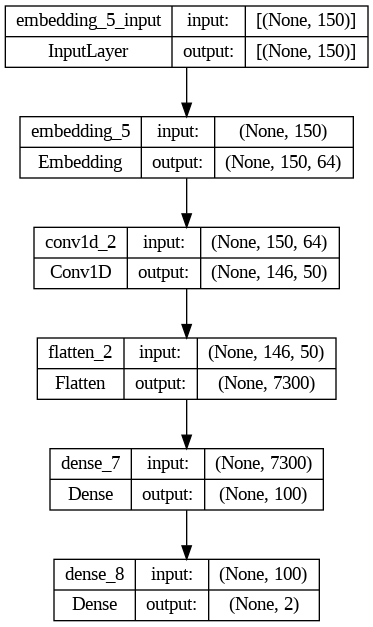 embedding_5_input input: [(None, 150)]
InputLayer output: [(None, 150)]
embedding_5 input: (None, 150)
Embedding output: (None, 150, 64)
conv1d_2 input: (None, 150, 64)
Conv1D output: (None, 146, 50)
flatten_2 input: (None, 146, 50)
Flatten output: (None, 7300)
dense_7 input: (None, 7300)
Dense output: (None, 100)
dense_8 input: (None, 100)
Dense output: (None, 2)